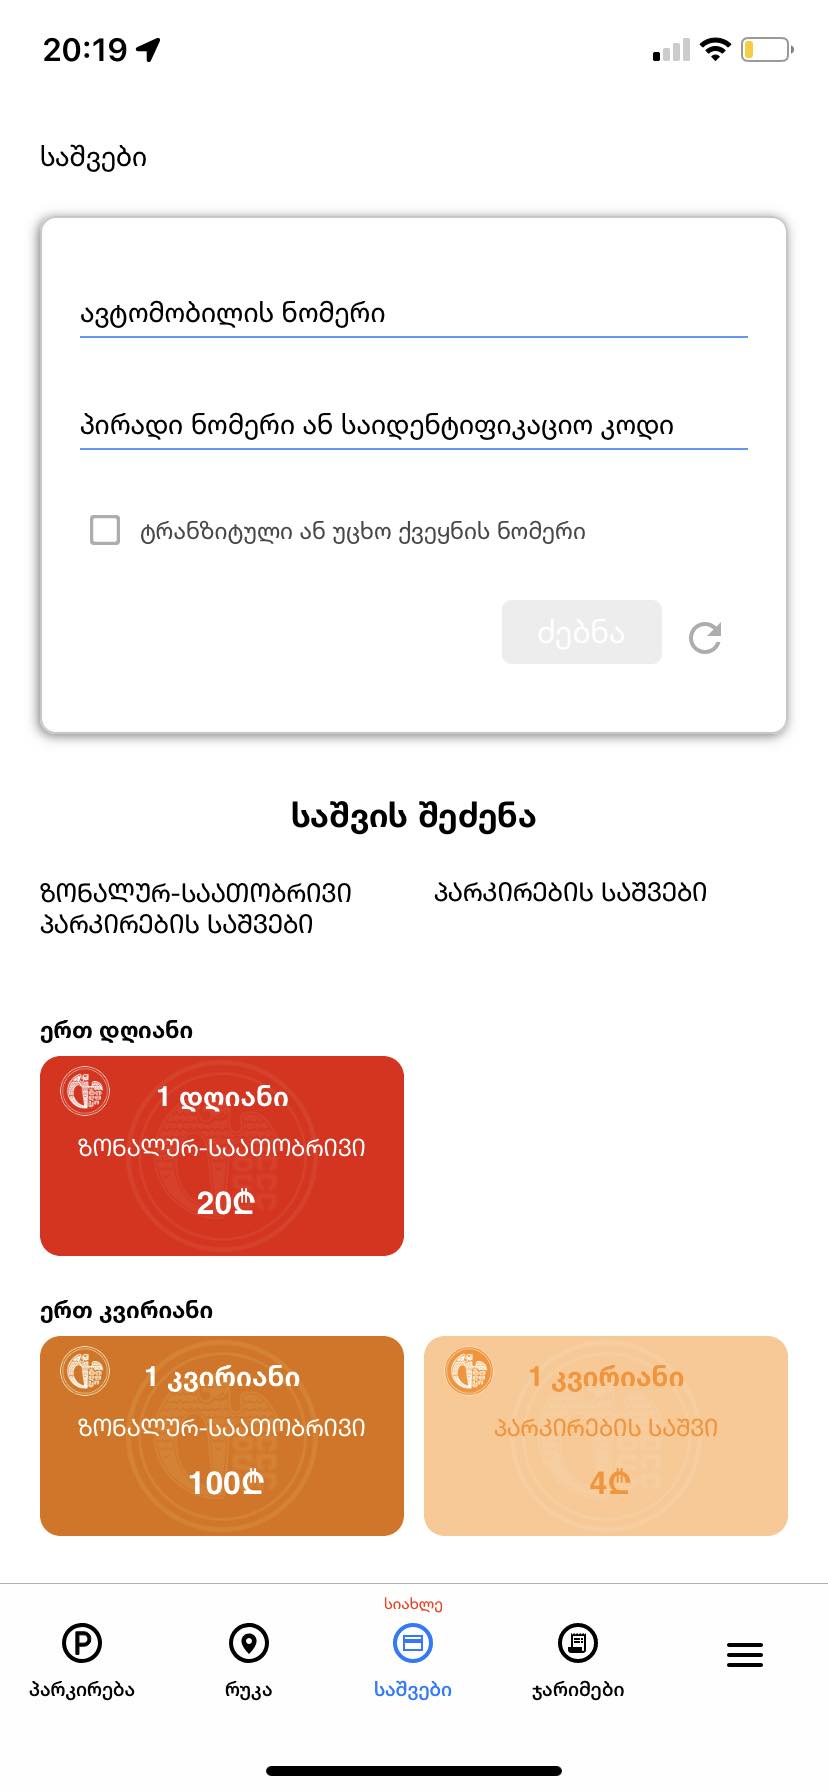 20:19
საშვები
ავტომობილის ნომერი
პირადი ნომერი ან საიდენტიფიკაციო კოდი
ტრანზიტული ან უცხო ქვეყნის ნომერი
ძებნა
საშვის შეძენა
ზონალურ-საათობრივი პარკირების საშვები
პარკირების საშვები
ერთ დღიანი
1 დღიანი
ზონალურ-საათობრივი
20₾
ერთ კვირიანი
1 კვირიანი
ზონალურ-საათობრივი
100₾
1 კვირიანი
პარკირების საშვი
4₾
სიახლე
პარკირება
რუკა
საშვები
ჯარიმები